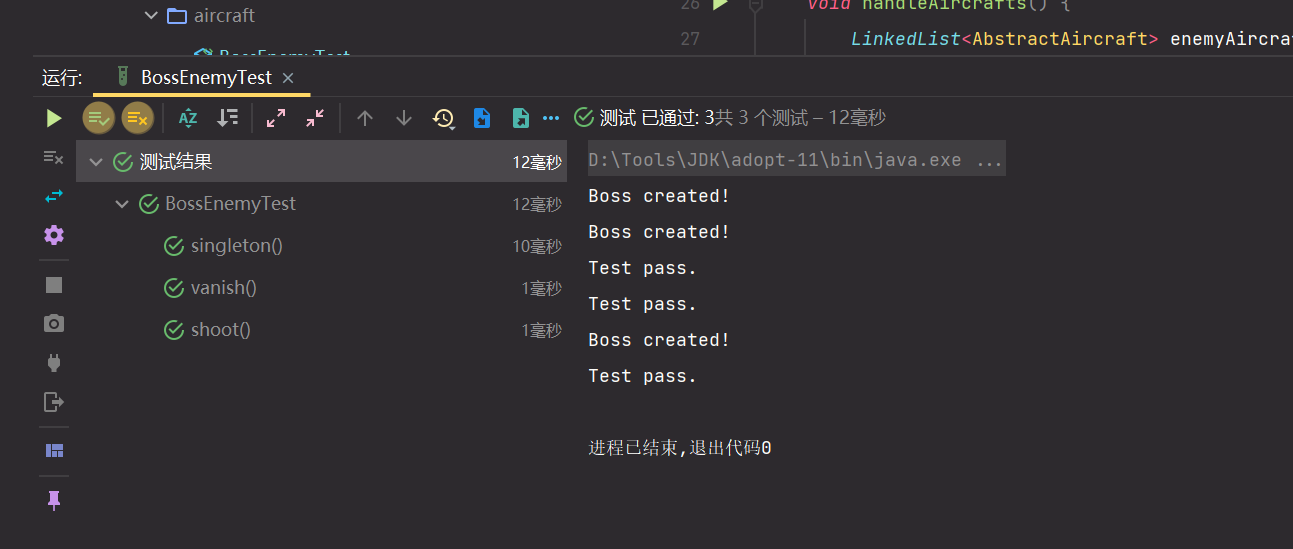 aircraft
26 void handleAircrafts() {
BossEnemyTest
27 LinkedList<AbstractAircraft> enemyAircra
运行: BossEnemyTest ×
测试 已通过: 3共 3 个测试 – 12毫秒
测试结果 12毫秒
BossEnemyTest 12毫秒
singleton() 10毫秒
vanish() 1毫秒
shoot() 1毫秒
D:\Tools\JDK\adopt-11\bin\java.exe ...
Boss created!
Boss created!
Test pass.
Test pass.
Boss created!
Test pass.
进程已结束,退出代码0